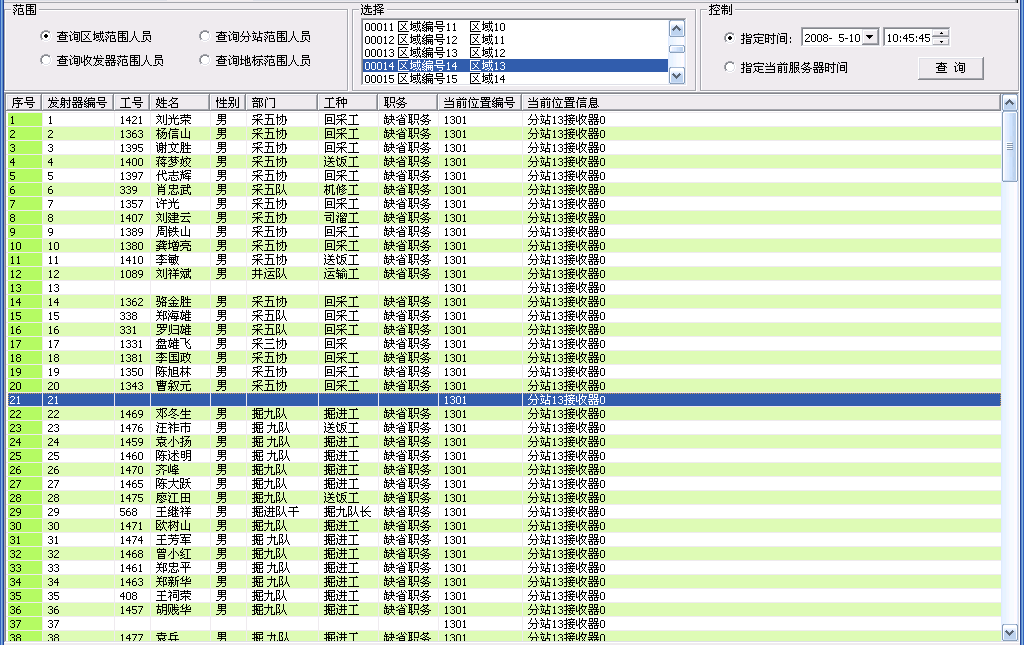 范围
选择
控制
查询区域范围人员 查询分站范围人员
查询收发器范围人员 查询地标范围人员
00011 区域编号11 区域10
00012 区域编号12 区域11
00013 区域编号13 区域12
00014 区域编号14 区域13
00015 区域编号15 区域14
指定时间: 2008- 5-10 10:45:45
指定当前服务器时间 查 询
序号 发射器编号 工号 姓名 性别 部门 工种 职务 当前位置编号 当前位置信息
1 1 1421 刘光荣 男 采五协 回采工 缺省职务 1301 分站13接收器0
2 2 1363 杨信山 男 采五协 回采工 缺省职务 1301 分站13接收器0
3 3 1395 谢文胜 男 采五协 回采工 缺省职务 1301 分站13接收器0
4 4 1400 蒋梦姣 男 采五协 送饭工 缺省职务 1301 分站13接收器0
5 5 1397 代志辉 男 采五协 回采工 缺省职务 1301 分站13接收器0
6 6 339 肖忠武 男 采五队 机修工 缺省职务 1301 分站13接收器0
7 7 1357 许光 男 采五协 回采工 缺省职务 1301 分站13接收器0
8 8 1407 刘建云 男 采五协 司溜工 缺省职务 1301 分站13接收器0
9 9 1389 周铁山 男 采五协 回采工 缺省职务 1301 分站13接收器0
10 10 1380 龚增亮 男 采五协 回采工 缺省职务 1301 分站13接收器0
11 11 1410 李敏 男 采五协 送饭工 缺省职务 1301 分站13接收器0
12 12 1089 刘祥斌 男 井运队 运输工 缺省职务 1301 分站13接收器0
13 13 1301 分站13接收器0
14 14 1362 骆金胜 男 采五协 回采工 缺省职务 1301 分站13接收器0
15 15 338 郑海雄 男 采五队 回采工 缺省职务 1301 分站13接收器0
16 16 331 罗归雄 男 采五队 回采工 缺省职务 1301 分站13接收器0
17 17 1331 盘雄飞 男 采三协 回采 缺省职务 1301 分站13接收器0
18 18 1381 李国政 男 采五协 回采工 缺省职务 1301 分站13接收器0
19 19 1350 陈旭林 男 采五协 回采工 缺省职务 1301 分站13接收器0
20 20 1343 曹叙元 男 采五协 回采工 缺省职务 1301 分站13接收器0
21 21 1301 分站13接收器0
22 22 1469 邓冬生 男 掘九队 掘进工 缺省职务 1301 分站13接收器0
23 23 1476 汪祚市 男 掘九队 送饭工 缺省职务 1301 分站13接收器0
24 24 1459 袁小扬 男 掘九队 掘进工 缺省职务 1301 分站13接收器0
25 25 1460 陈述明 男 掘九队 掘进工 缺省职务 1301 分站13接收器0
26 26 1470 齐峰 男 掘九队 掘进工 缺省职务 1301 分站13接收器0
27 27 1465 陈大跃 男 掘九队 掘进工 缺省职务 1301 分站13接收器0
28 28 1475 廖江田 男 掘九队 送饭工 缺省职务 1301 分站13接收器0
29 29 568 王继祥 男 掘进队干 掘九队长 缺省职务 1301 分站13接收器0
30 30 1471 欧树山 男 掘九队 掘进工 缺省职务 1301 分站13接收器0
31 31 1474 王芳军 男 掘九队 掘进工 缺省职务 1301 分站13接收器0
32 32 1468 曾小红 男 掘九队 掘进工 缺省职务 1301 分站13接收器0
33 33 1461 郑忠平 男 掘九队 掘进工 缺省职务 1301 分站13接收器0
34 34 1463 郑新华 男 掘九队 掘进工 缺省职务 1301 分站13接收器0
35 35 408 王祠荣 男 掘九队 掘进工 缺省职务 1301 分站13接收器0
36 36 1457 胡贱华 男 掘九队 掘进工 缺省职务 1301 分站13接收器0
37 37 1301 分站13接收器0
38 38 1477 袁兵 男 掘九队 掘进工 缺省职务 1301 分站13接收器0